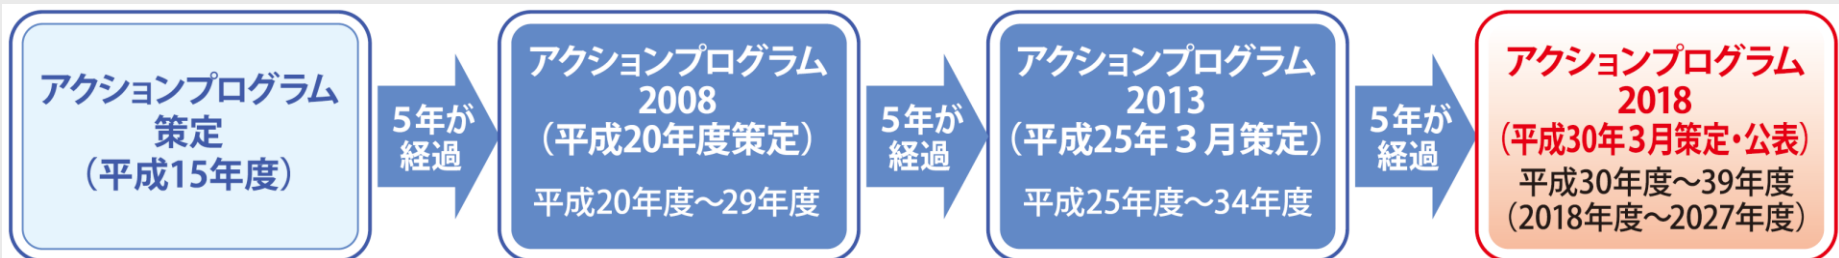 アクションプログラム
策定
（平成15年度）
５年が
経過
アクションプログラム
2008
（平成20年度策定）
平成20年度～29年度
５年が
経過
アクションプログラム
2013
（平成25年３月策定）
平成25年度～34年度
５年が
経過
アクションプログラム
2018
（平成30年３月策定・公表）
平成30年度～39年度
（2018年度～2027年度）